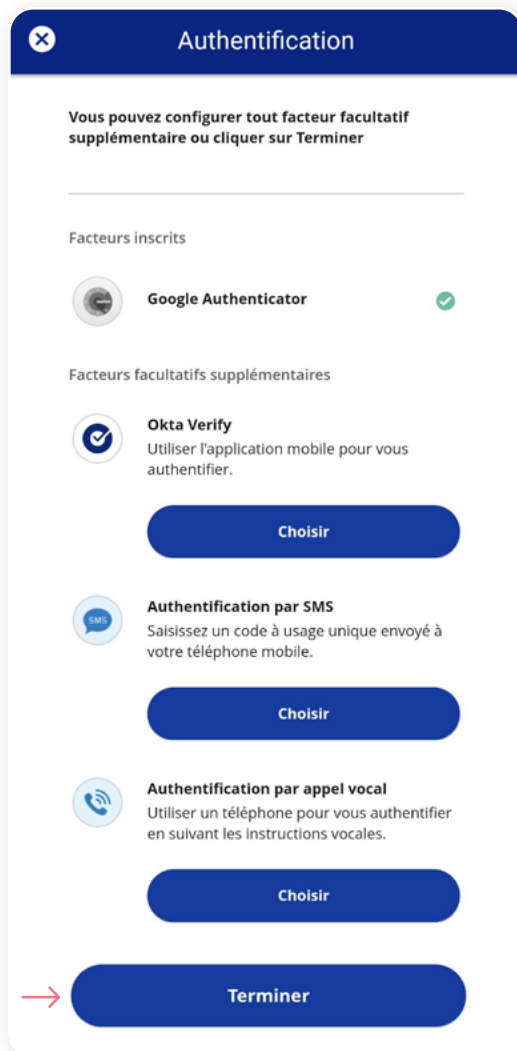 Authentification
Vous pouvez configurer tout facteur facultatif
supplémentaire ou cliquer sur Terminer
Facteurs inscrits
Google Authenticator
Facteurs facultatifs supplémentaires
Okta Verify
Utiliser l'application mobile pour vous
authentifier.
Choisir
SMS
Authentification par SMS
Saisissez un code à usage unique envoyé à
votre téléphone mobile.
Choisir
Authentification par appel vocal
Utiliser un téléphone pour vous authentifier
en suivant les instructions vocales.
Choisir
Terminer